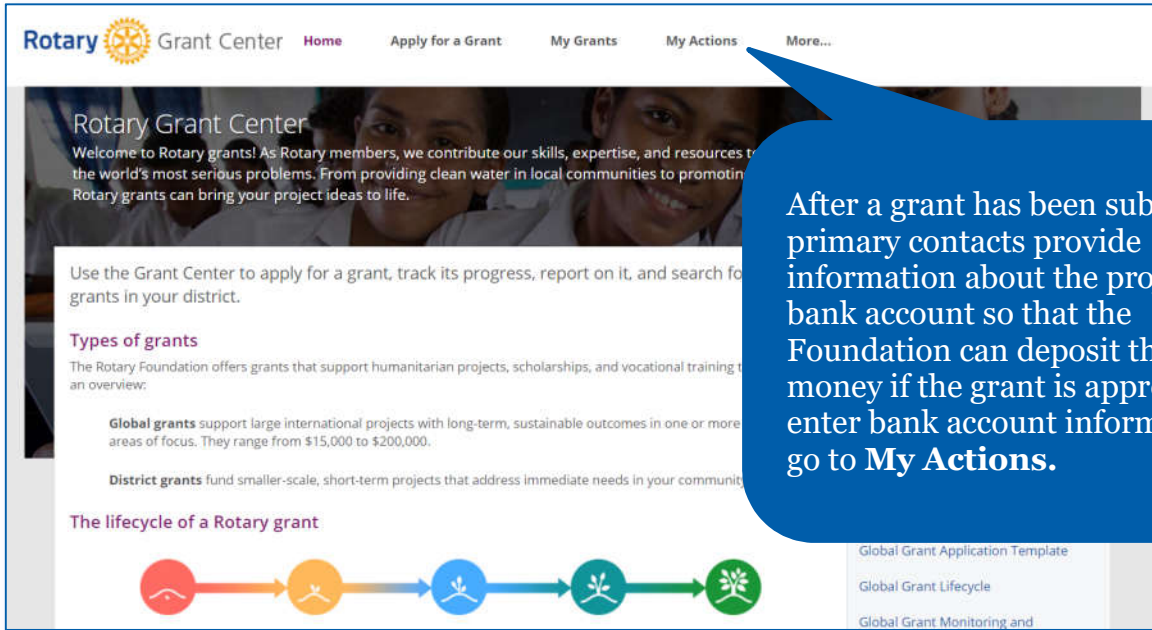 Rotary Grant Center Home Apply for a Grant My Grants My Actions More...
Rotary Grant Center
Welcome to Rotary grants! As Rotary members, we contribute our skills, expertise, and resources
the world's most serious problems. From providing clean water in local communities to promotin
Rotary grants can bring your project ideas to life.
Use the Grant Center to apply for a grant, track its progress, report on it, and search fo
grants in your district.
Types of grants
The Rotary Foundation offers grants that support humanitarian projects, scholarships, and vocational training
an overview:
Global grants support large international projects with long-term, sustainable outcomes in one or more
areas of focus. They range from $15,000 to $200,000.
District grants fund smaller-scale, short-term projects that address immediate needs in your community
The lifecycle of a Rotary grant
After a grant has been sub
primary contacts provide
information about the pro
bank account so that the
Foundation can deposit th
money if the grant is appr
enter bank account inform
go to My Actions.
Global Grant Application Template
Global Grant Lifecycle
Global Grant Monitoring and